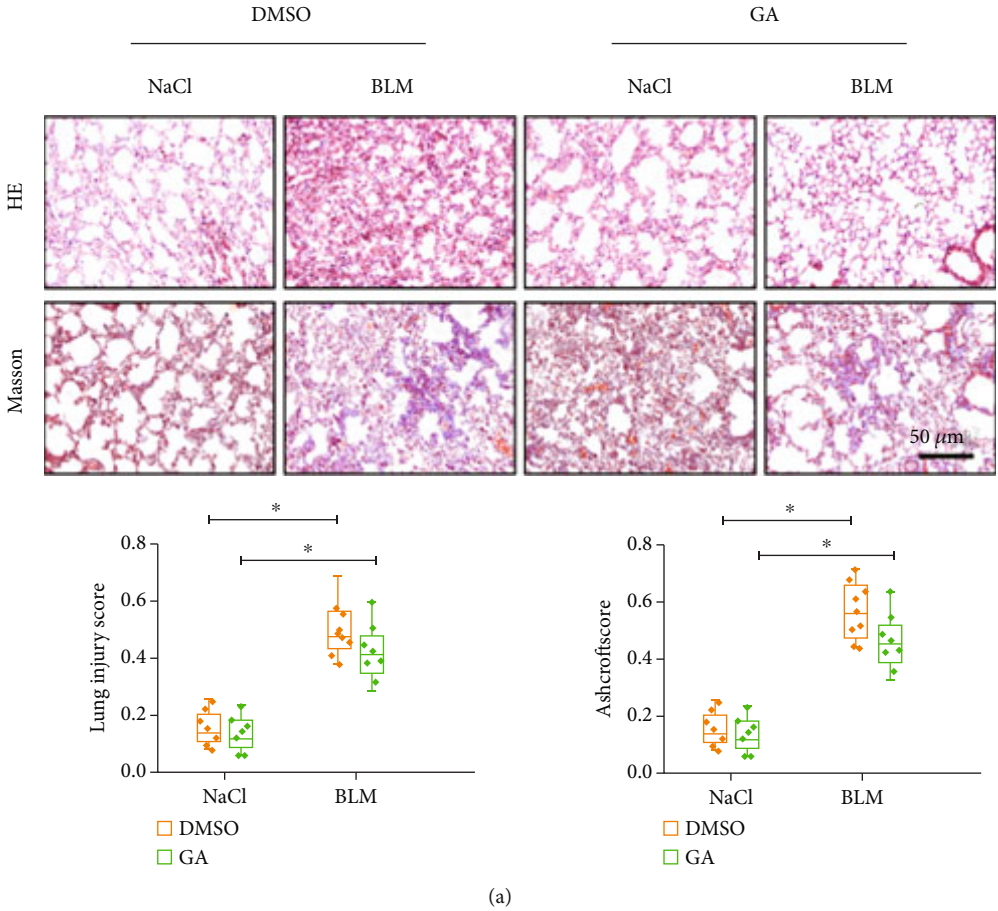 DMSO GA
NaCl BLM NaCl BLM
HE
Masson
50 μm
* *
* *
Lung injury score
0.8
0.6
0.4
0.2
0.0
NaCl BLM
DMSO
GA
Ashcroftscore
0.8
0.6
0.4
0.2
0.0
NaCl BLM
DMSO
GA
(a)